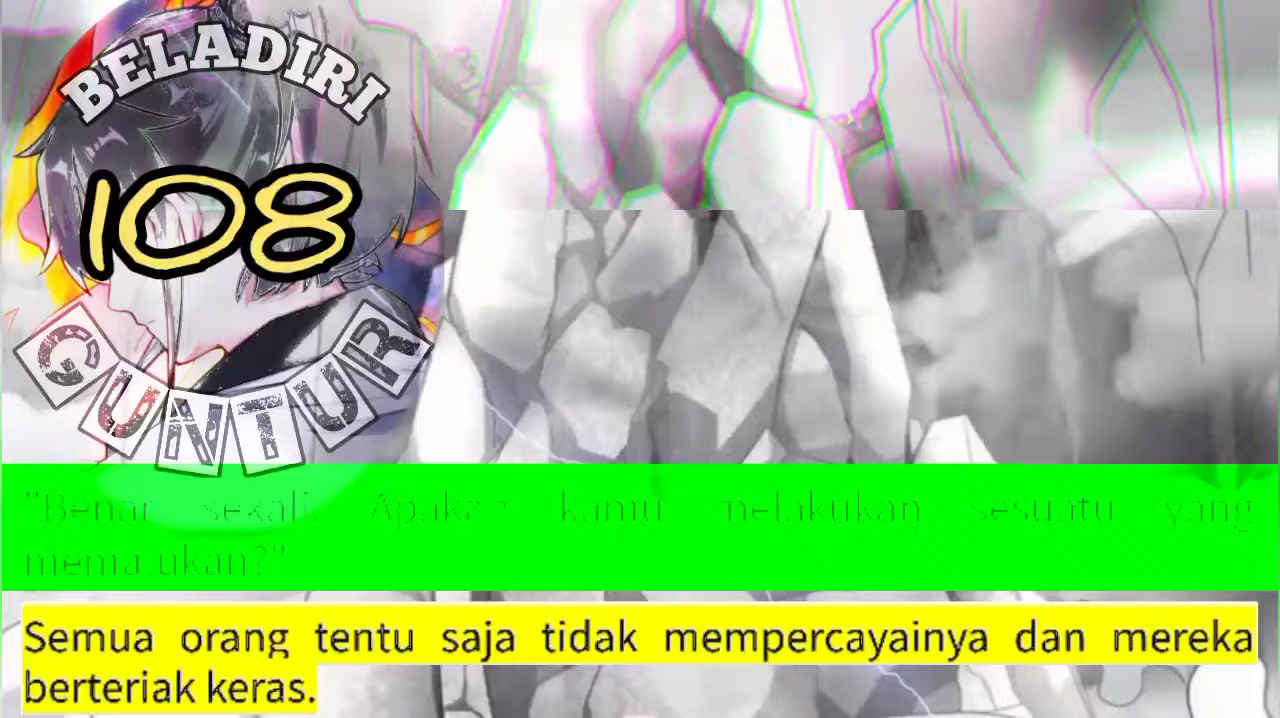 BELADIRI
108
GUNTUR
"Benar sekali. Apakah kamu melakukan sesuatu yang
memalukan?"
Semua orang tentu saja tidak mempercayainya dan mereka
berteriak keras.